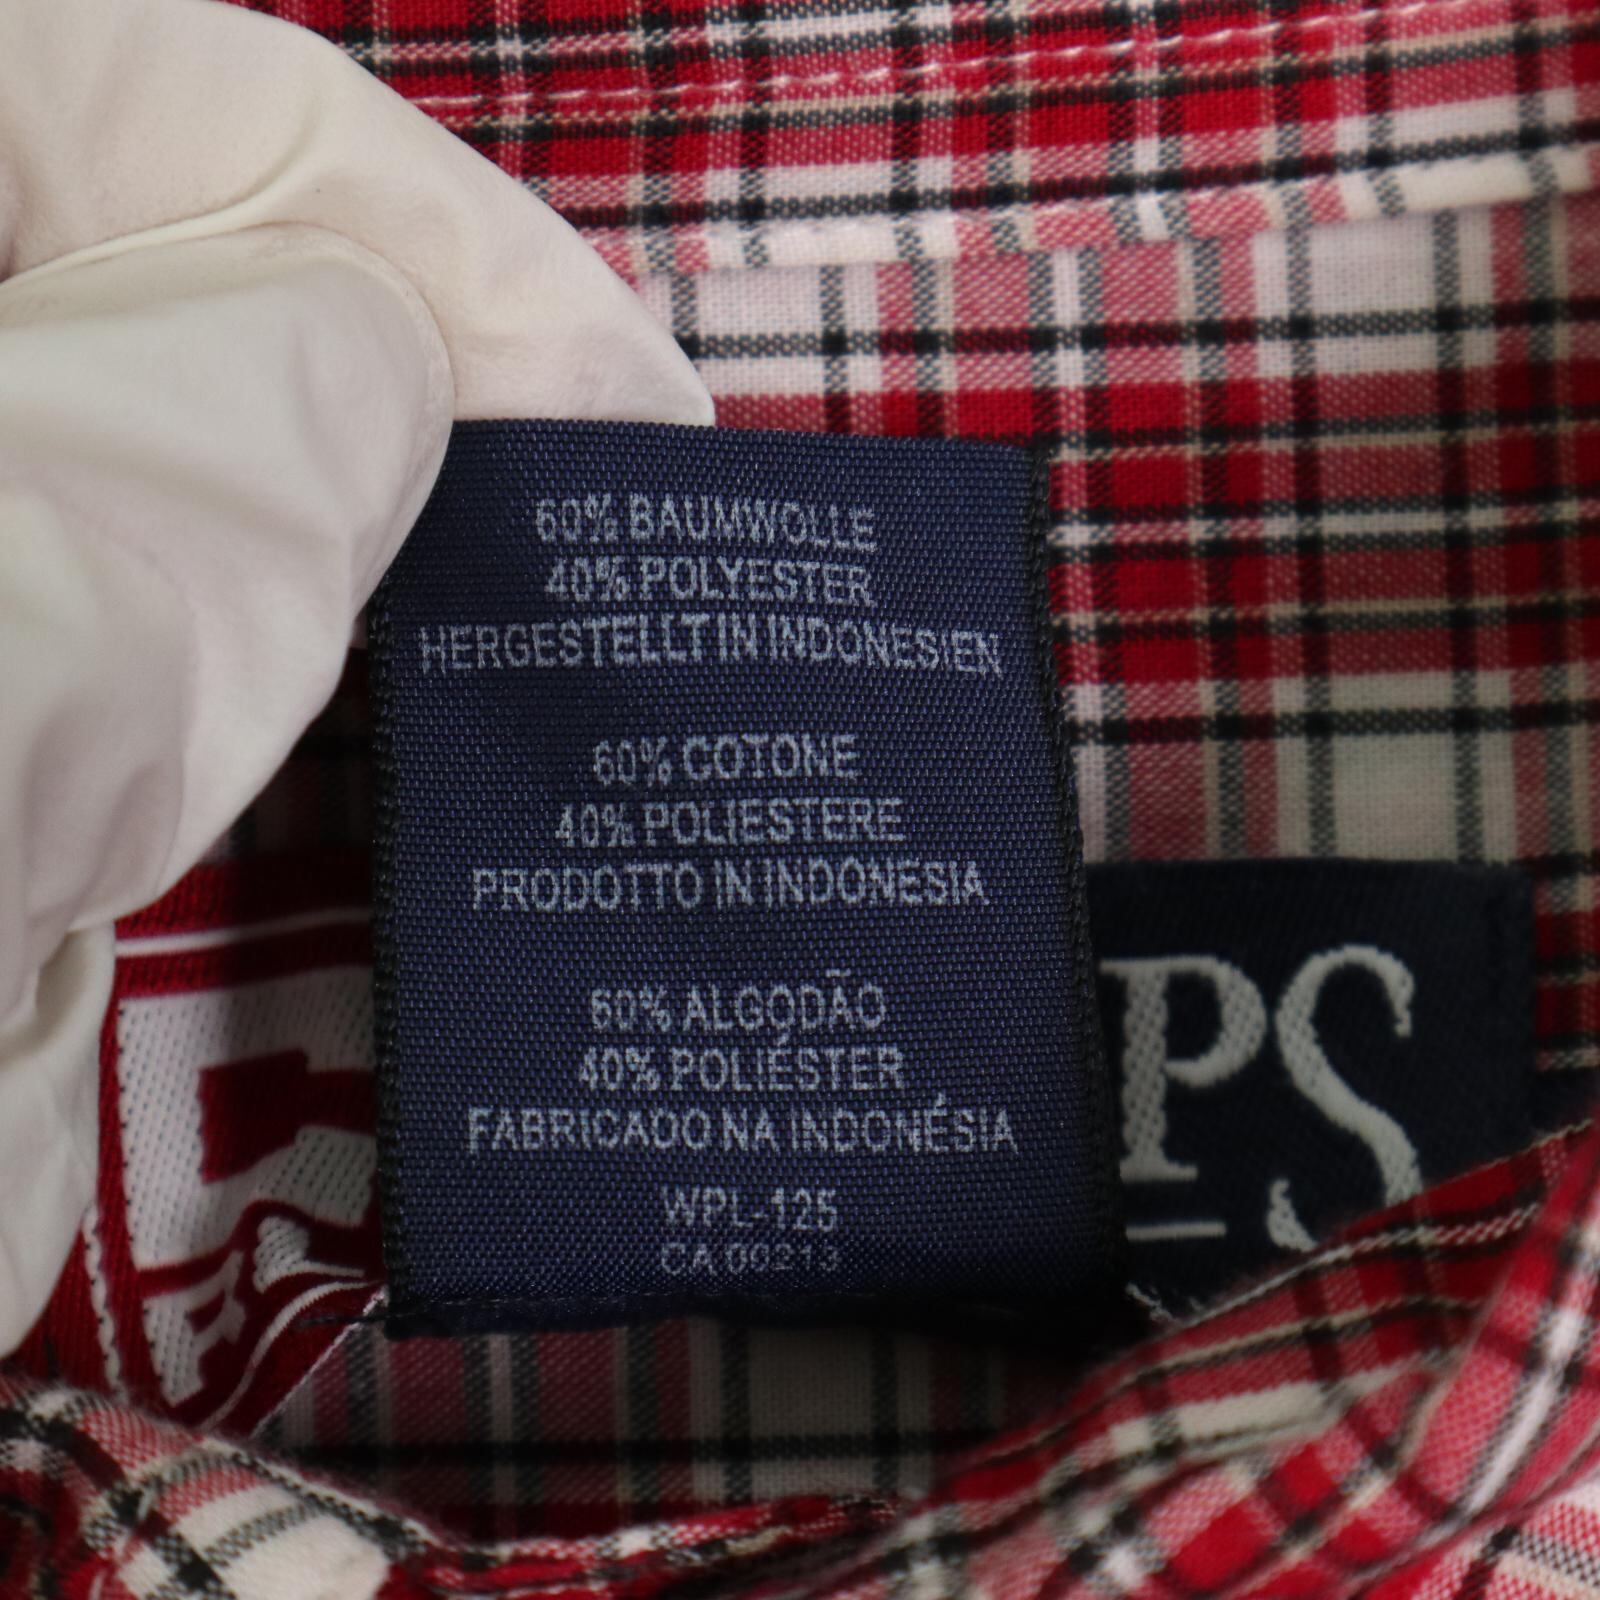 60% BAUMWOLLE
40% POLYESTER
HERGESTELLT IN INDONESIEN
60% COTONE
40% POLIESTERE
PRODOTTO IN INDONESIA
60% ALGODÃO
40% POLIÉSTER
FABRICADO NA INDONÉSIA
WPL-125
CA 00213
PS